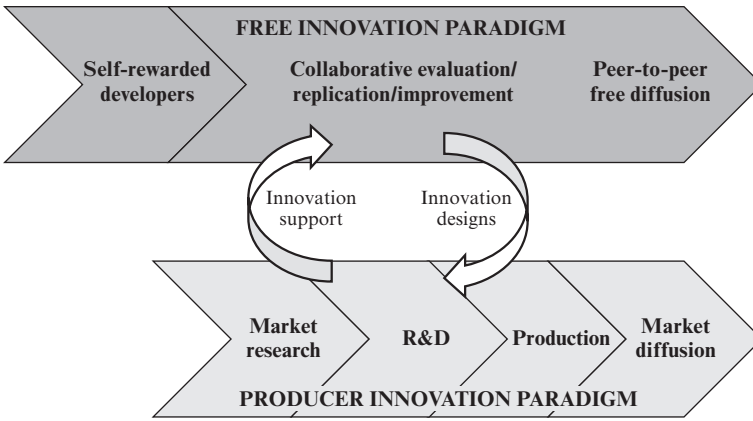 FREE INNOVATION PARADIGM
Self-rewarded
developers
Collaborative evaluation/
replication/improvement
Peer-to-peer
free diffusion
Innovation
support
Innovation
designs
Market
research
R&D
Production
Market
diffusion
PRODUCER INNOVATION PARADIGM